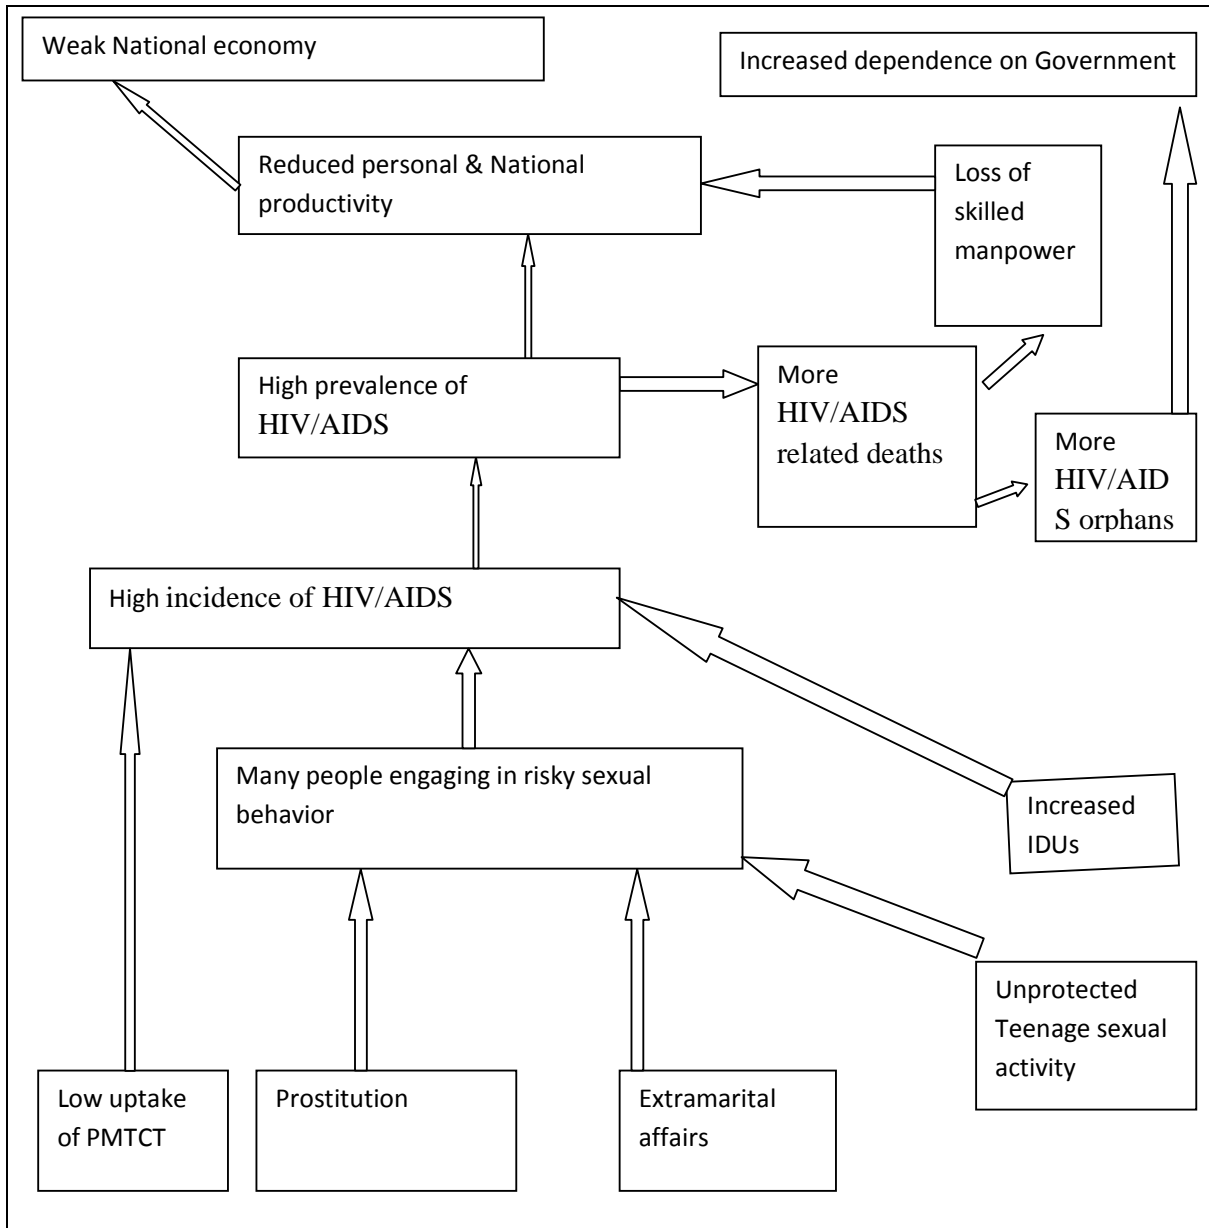 Weak National economy
Increased dependence on Government
Reduced personal & National
productivity
Loss of
skilled
manpower
High prevalence of
HIV/AIDS
More
HIV/AIDS
related deaths
More
HIV/AID
S orphans
High incidence of HIV/AIDS
Many people engaging in risky sexual
behavior
Increased
IDUs
Unprotected
Teenage sexual
activity
Low uptake
of PMTCT
Prostitution
Extramarital
affairs